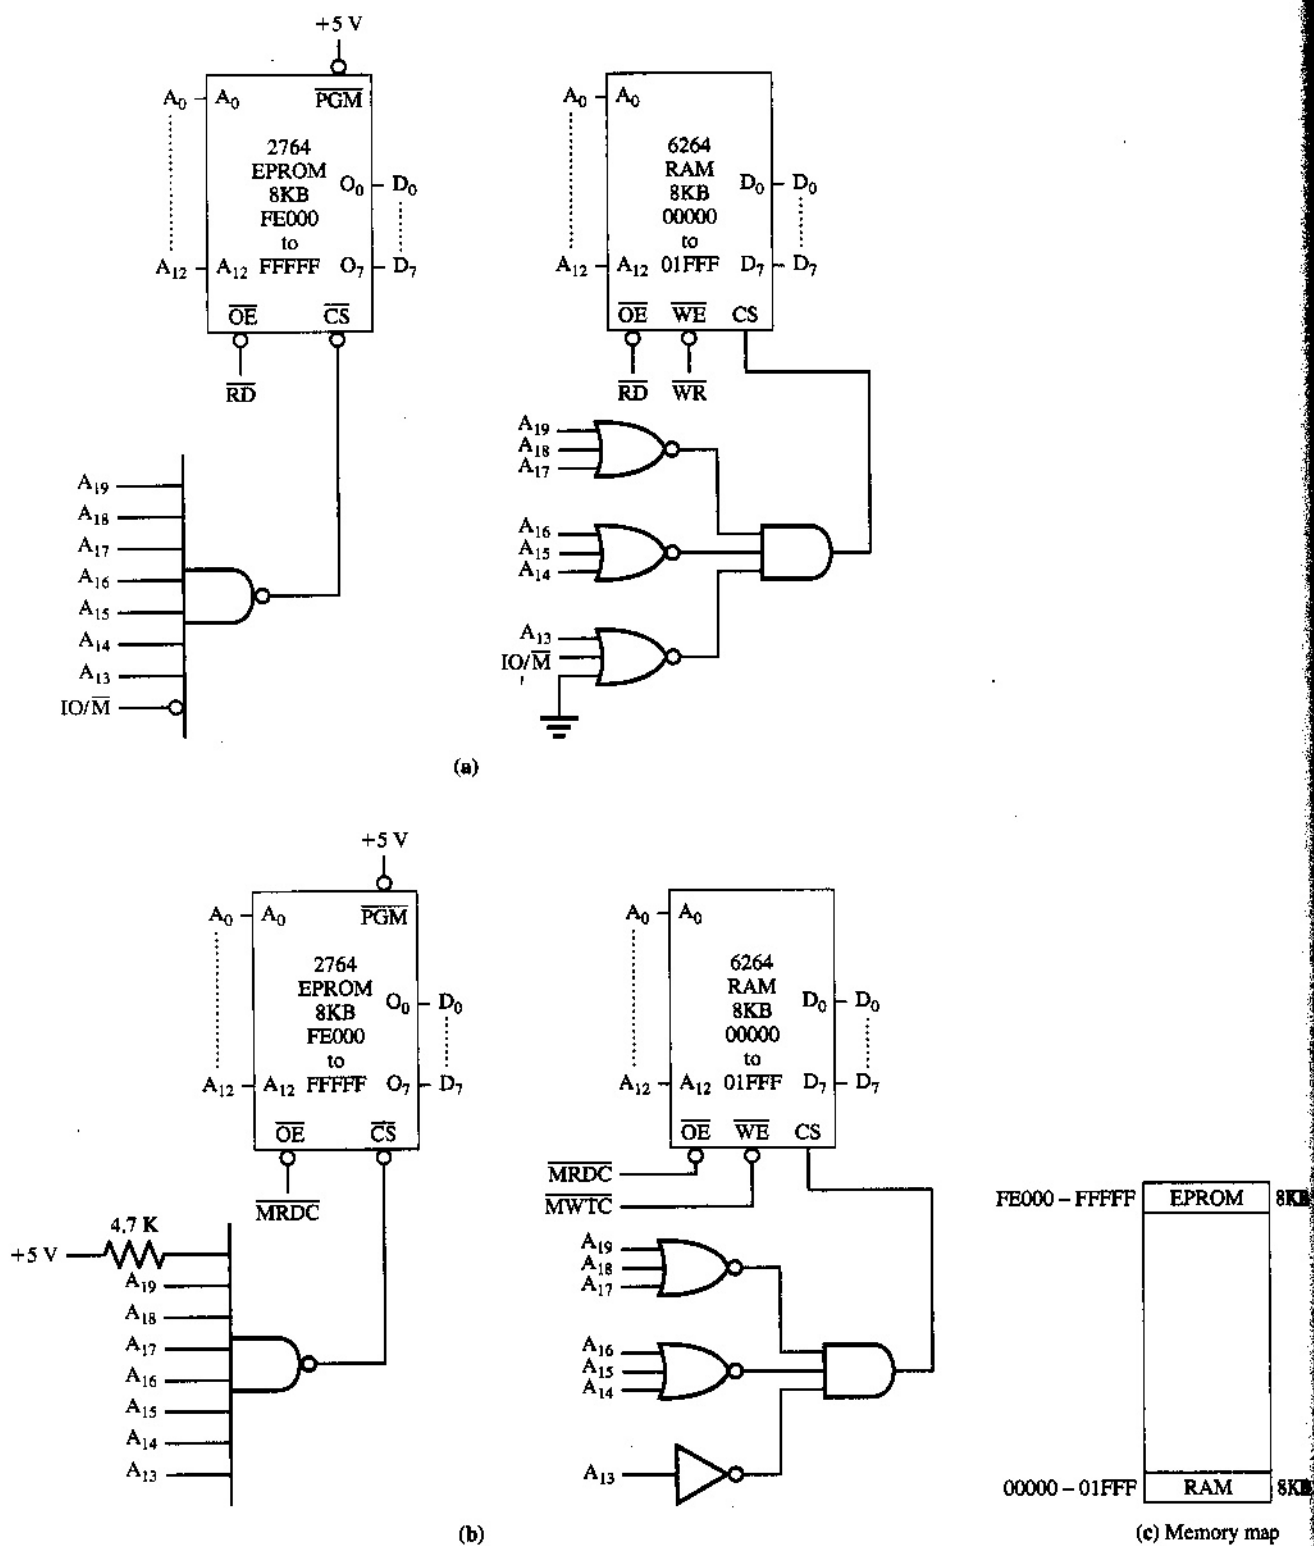 +5 V
A0 A0 PGM
2764
EPROM
8KB
FE000
to
FFFFF
O0 D0
A12 A12 O7 D7
OE CS
RD
A19
A18
A17
A16
A15
A14
A13
IO/M
A0 A0
6264
RAM
8KB
00000
to
01FFF
D0 D0
A12 A12 D7 D7
OE WE CS
RD WR
A19
A18
A17
A16
A15
A14
A13
IO/M
(a)
+5 V
A0 A0 PGM
2764
EPROM
8KB
FE000
to
FFFFF
O0 D0
A12 A12 O7 D7
OE CS
MRDC
4.7 K
+5 V
A19
A18
A17
A16
A15
A14
A13
A0 A0
6264
RAM
8KB
00000
to
01FFF
D0 D0
A12 A12 D7 D7
OE WE CS
MRDC
MWTC
A19
A18
A17
A16
A15
A14
A13
(b)
FE000 – FFFFF EPROM 8KB
00000 – 01FFF RAM 8KB
(c) Memory map